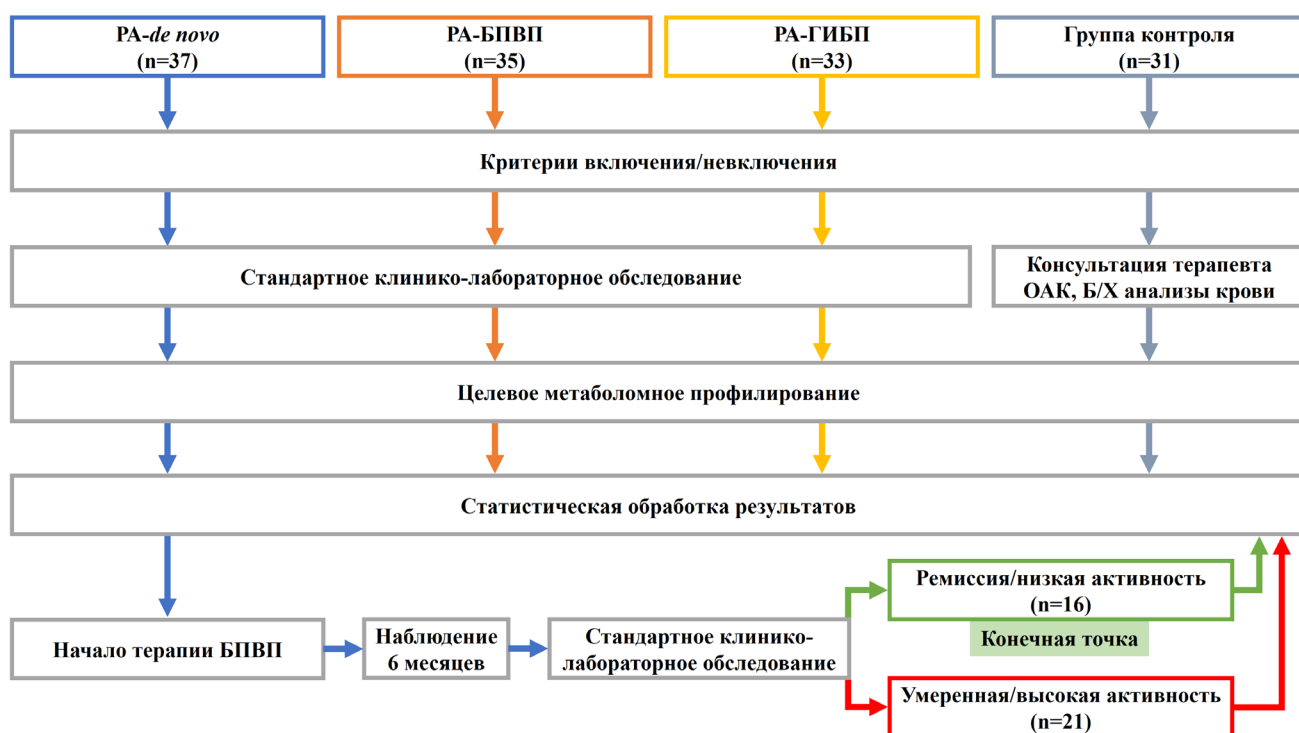 РА-de novo
(n=37)
РА-БПВП
(n=35)
РА-ГИБП
(n=33)
Группа контроля
(n=31)
Критерии включения/невключения
Стандартное клинико-лабораторное обследование
Консультация терапевта
ОАК, Б/Х анализы крови
Целевое метаболомное профилирование
Статистическая обработка результатов
Начало терапии БПВП
Наблюдение
6 месяцев
Стандартное клинико-
лабораторное обследование
Ремиссия/низкая активность
(n=16)
Конечная точка
Умеренная/высокая активность
(n=21)